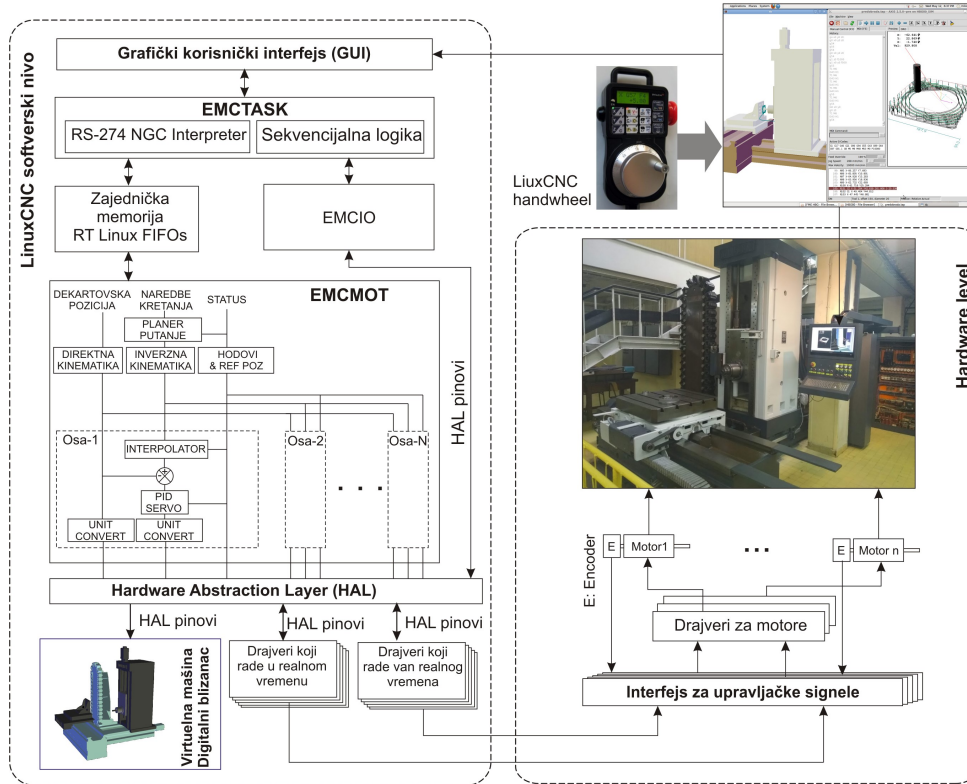 LinuxCNC softverski nivo
Grafički korisnički interfejs (GUI)
EMCTASK
RS-274 NGC Interpreter
Sekvencijalna logika
Zajednička
memorija
RT Linux FIFOs
EMCIO
EMCMOT
DEKARTOVSKA
POZICIJA
NAREDBE
KRETANJA
STATUS
PLANER
PUTANJE
DIREKTNA
KINEMATIKA
INVERZNA
KINEMATIKA
HODOVI
& REF POZ
HAL pinovi
Osa-1
INTERPOLATOR
PID
SERVO
UNIT
CONVERT
UNIT
CONVERT
Osa-2
. . .
Osa-N
Hardware Abstraction Layer (HAL)
HAL pinovi
HAL pinovi
HAL pinovi
Virtuelna mašina
Digitalni blizanac
Drajveri koji
rade u realnom
vremenu
Drajveri koji
rade van realnog
vremena
LiuxCNC
handwheel
Hardware level
E: Encoder
E
Motor1
...
E
Motor n
Drajveri za motore
Interfejs za upravljačke signele